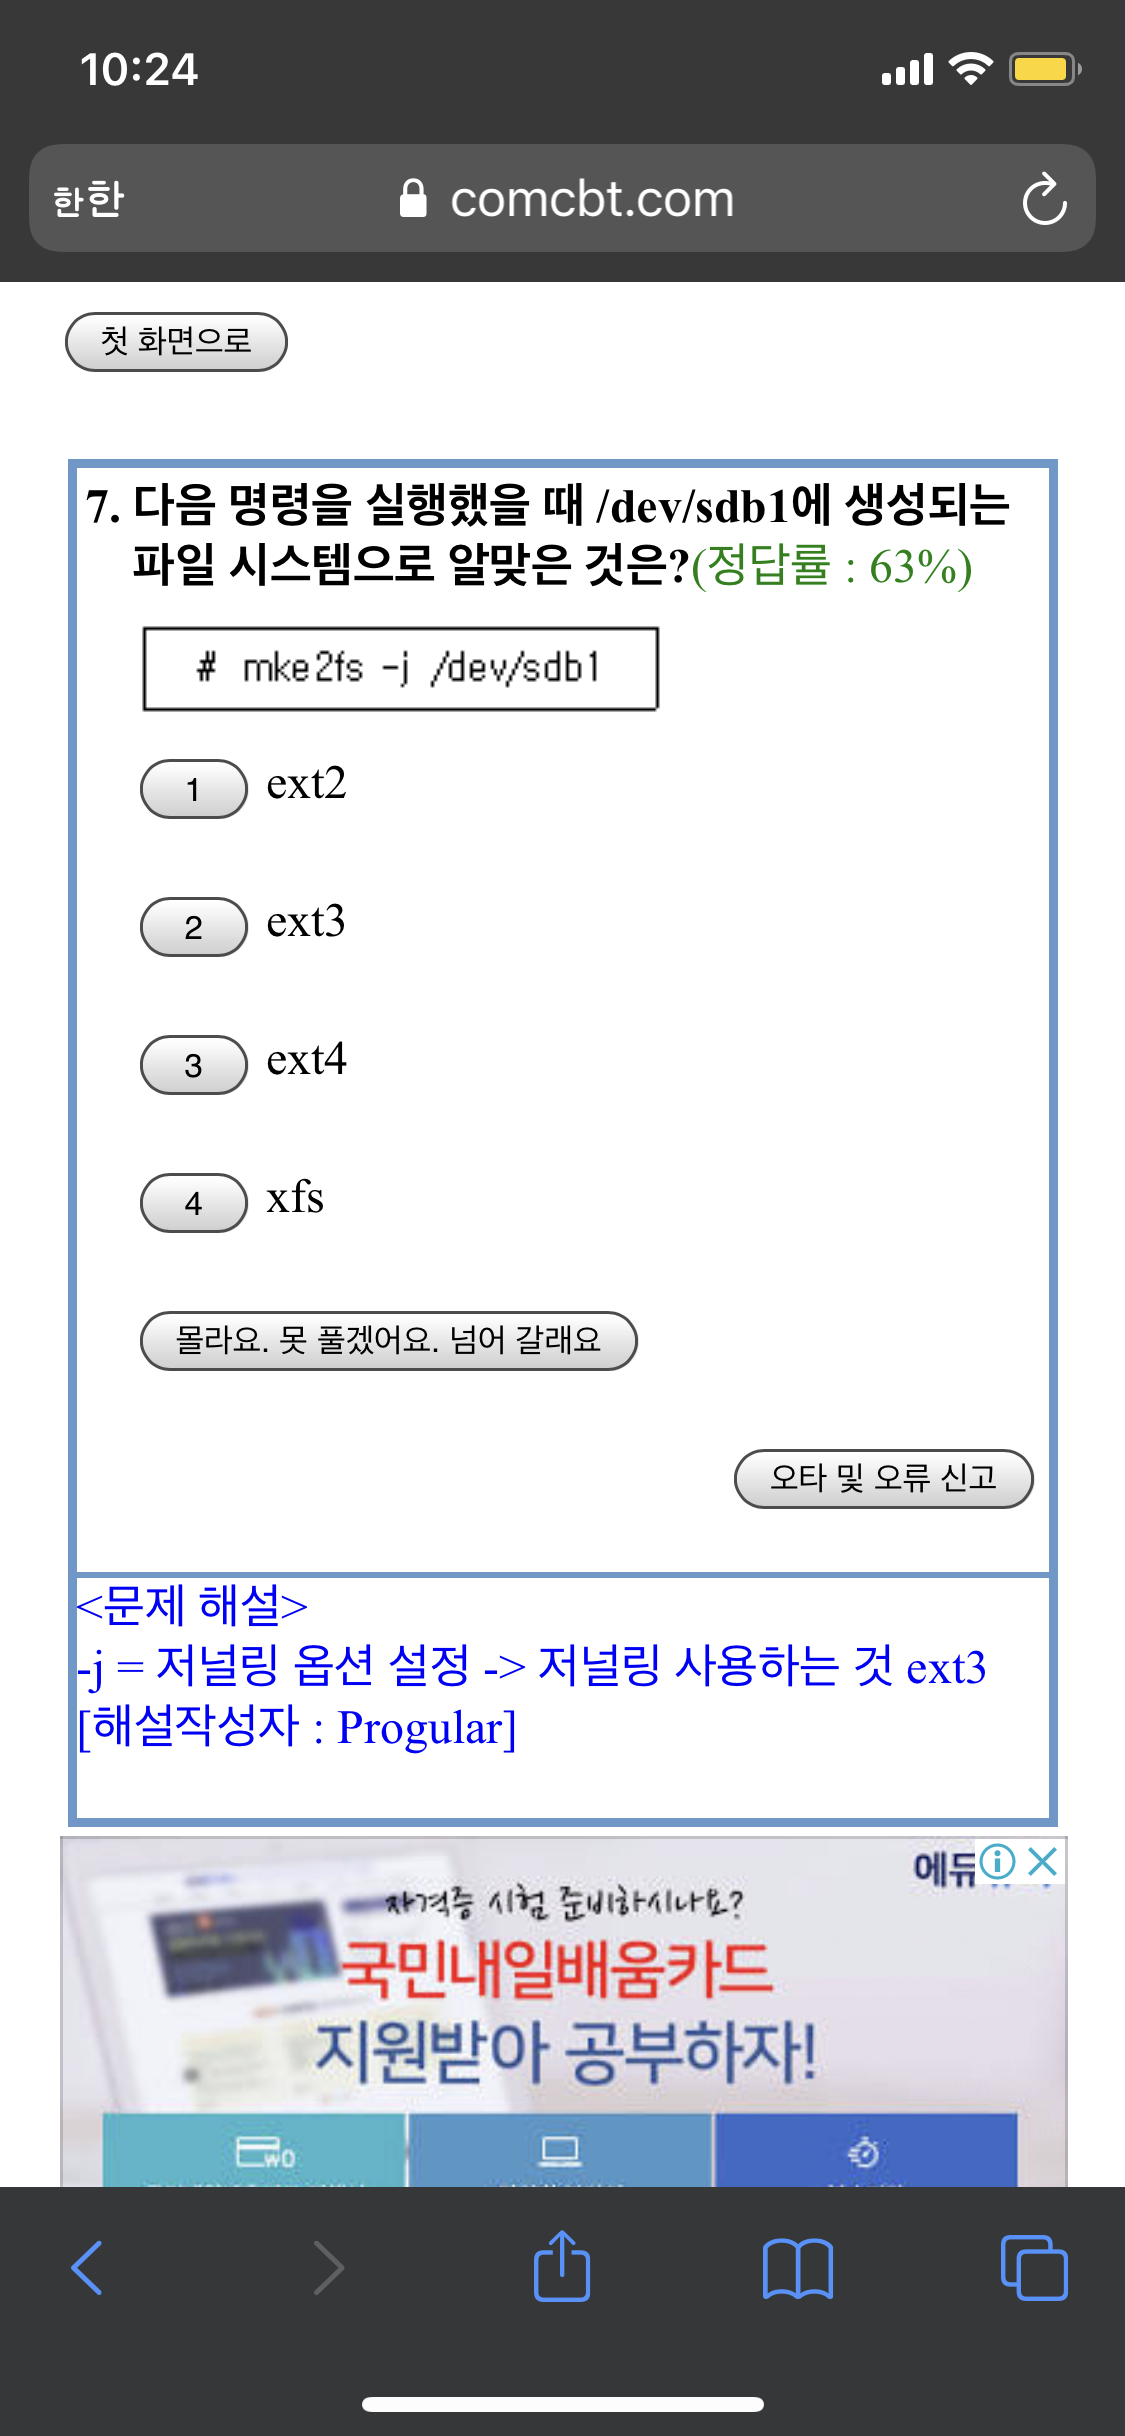 10:24
한한
comcbt.com
첫 화면으로
7. 다음 명령을 실행했을 때 /dev/sdb1에 생성되는
파일 시스템으로 알맞은 것은?(정답률 : 63%)
# mke2fs -j /dev/sdb1
1 ext2
2 ext3
3 ext4
4 xfs
몰라요. 못 풀겠어요. 넘어 갈래요
오타 및 오류 신고
<문제 해설>
-j = 저널링 옵션 설정 -> 저널링 사용하는 것 ext3
[해설작성자 : Progular]
에듀
자격증 시험 준비하시나요?
국민내일배움카드
지원받아 공부하자!